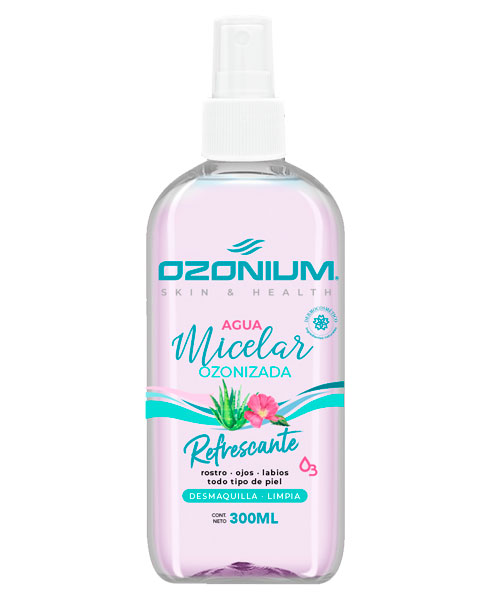 OZONIUM®
SKIN & HEALTH
AGUA
Micelar
OZONIZADA
Refrescante
rostro · ojos · labios
todo tipo de piel
O3
DESMAQUILLA · LIMPIA
CONT. NETO 300ML